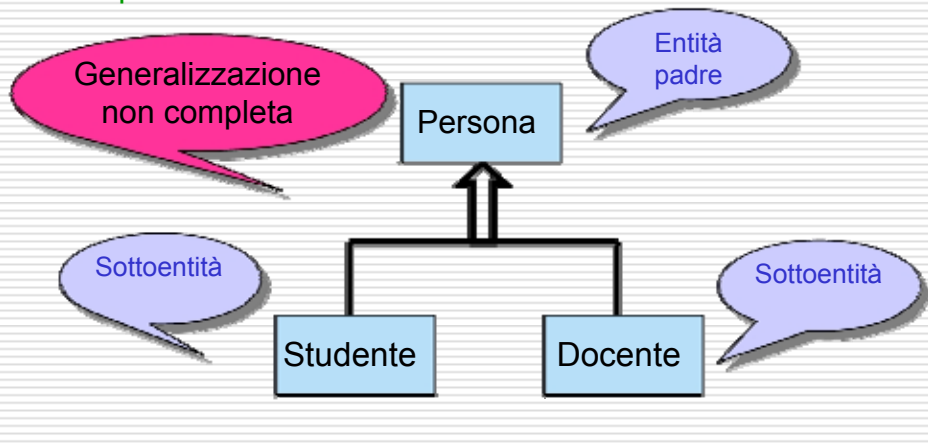 Generalizzazione
non completa
Entità
padre
Persona
Sottoentità
Sottoentità
Studente
Docente